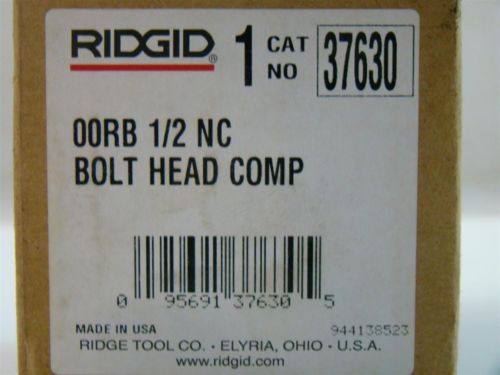 RIDGID® 1 CAT NO 37630
00RB 1/2 NC
BOLT HEAD COMP
0 95691 37630 5
MADE IN USA 944138523
RIDGE TOOL CO. · ELYRIA, OHIO · U.S.A.
www.ridgid.com